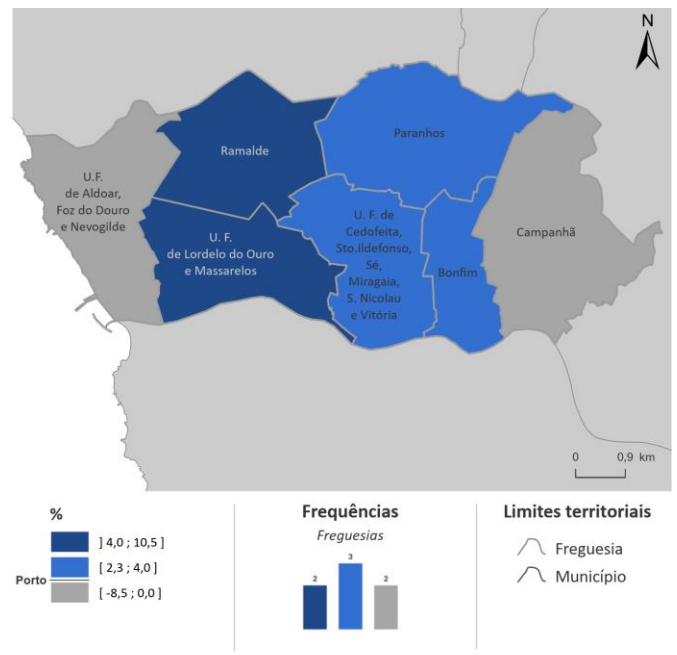 N
Ramalde
Paranhos
U.F.
de Aldoar,
Foz do Douro
e Nevogilde
U. F.
de Lordelo do Ouro
e Massarelos
U. F. de
Cedofeita,
Sto.Ildefonso,
Sé,
Miragaia,
S. Nicolau
e Vitória
Bonfim
Campanhã
0 0,9 km
%
] 4,0 ; 10,5 ]
[ 2,3 ; 4,0 ]
Porto
[ -8,5 ; 0,0 ]
Frequências
Freguesias
2
3
2
Limites territoriais
Freguesia
Município